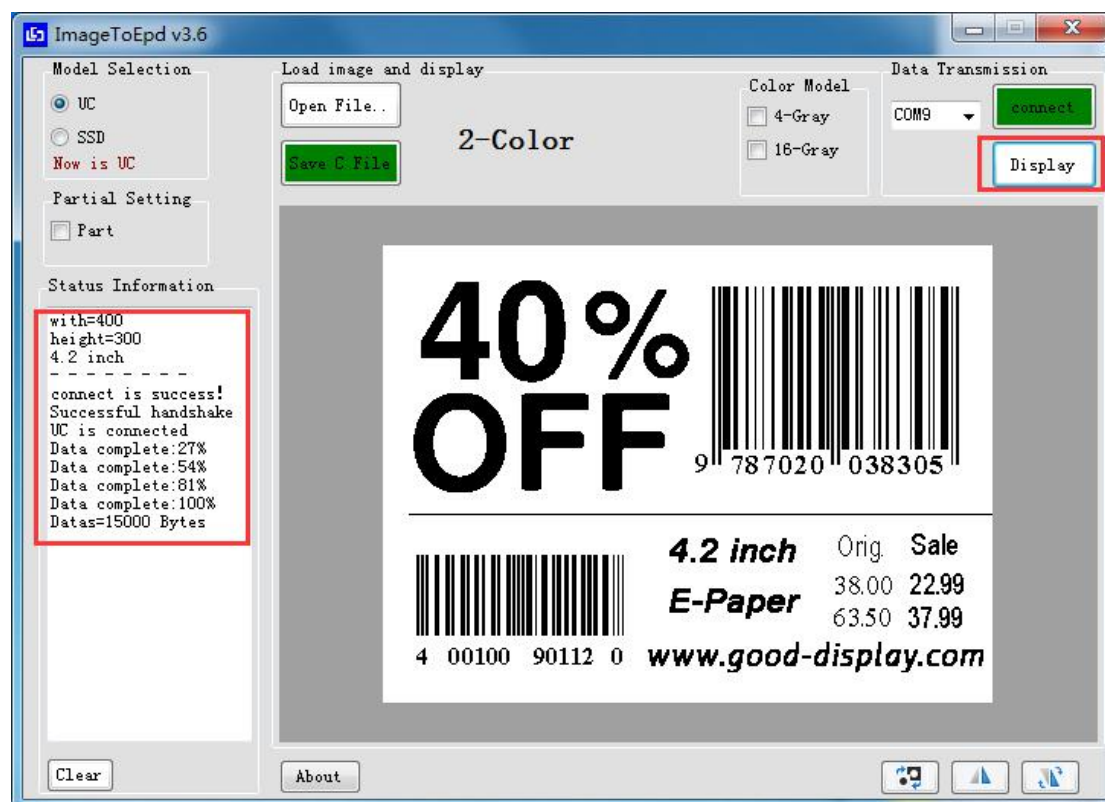 ImageToEpd v3.6
Model Selection
UC
SSD
Now is UC
Partial Setting
Part
Status Information
with=400
height=300
4.2 inch
- - - - - - - -
connect is success!
Successful handshake
UC is connected
Data complete:27%
Data complete:54%
Data complete:81%
Data complete:100%
Datas=15000 Bytes
Clear
Load image and display
Open File..
Save C File
2-Color
Color Model
4-Gray
16-Gray
Data Transmission
COM9
connect
Display
40%
OFF
9 787020 038305
4.2 inch
E-Paper
Orig. Sale
38.00 22.99
63.50 37.99
4 00100 90112 0
www.good-display.com
About